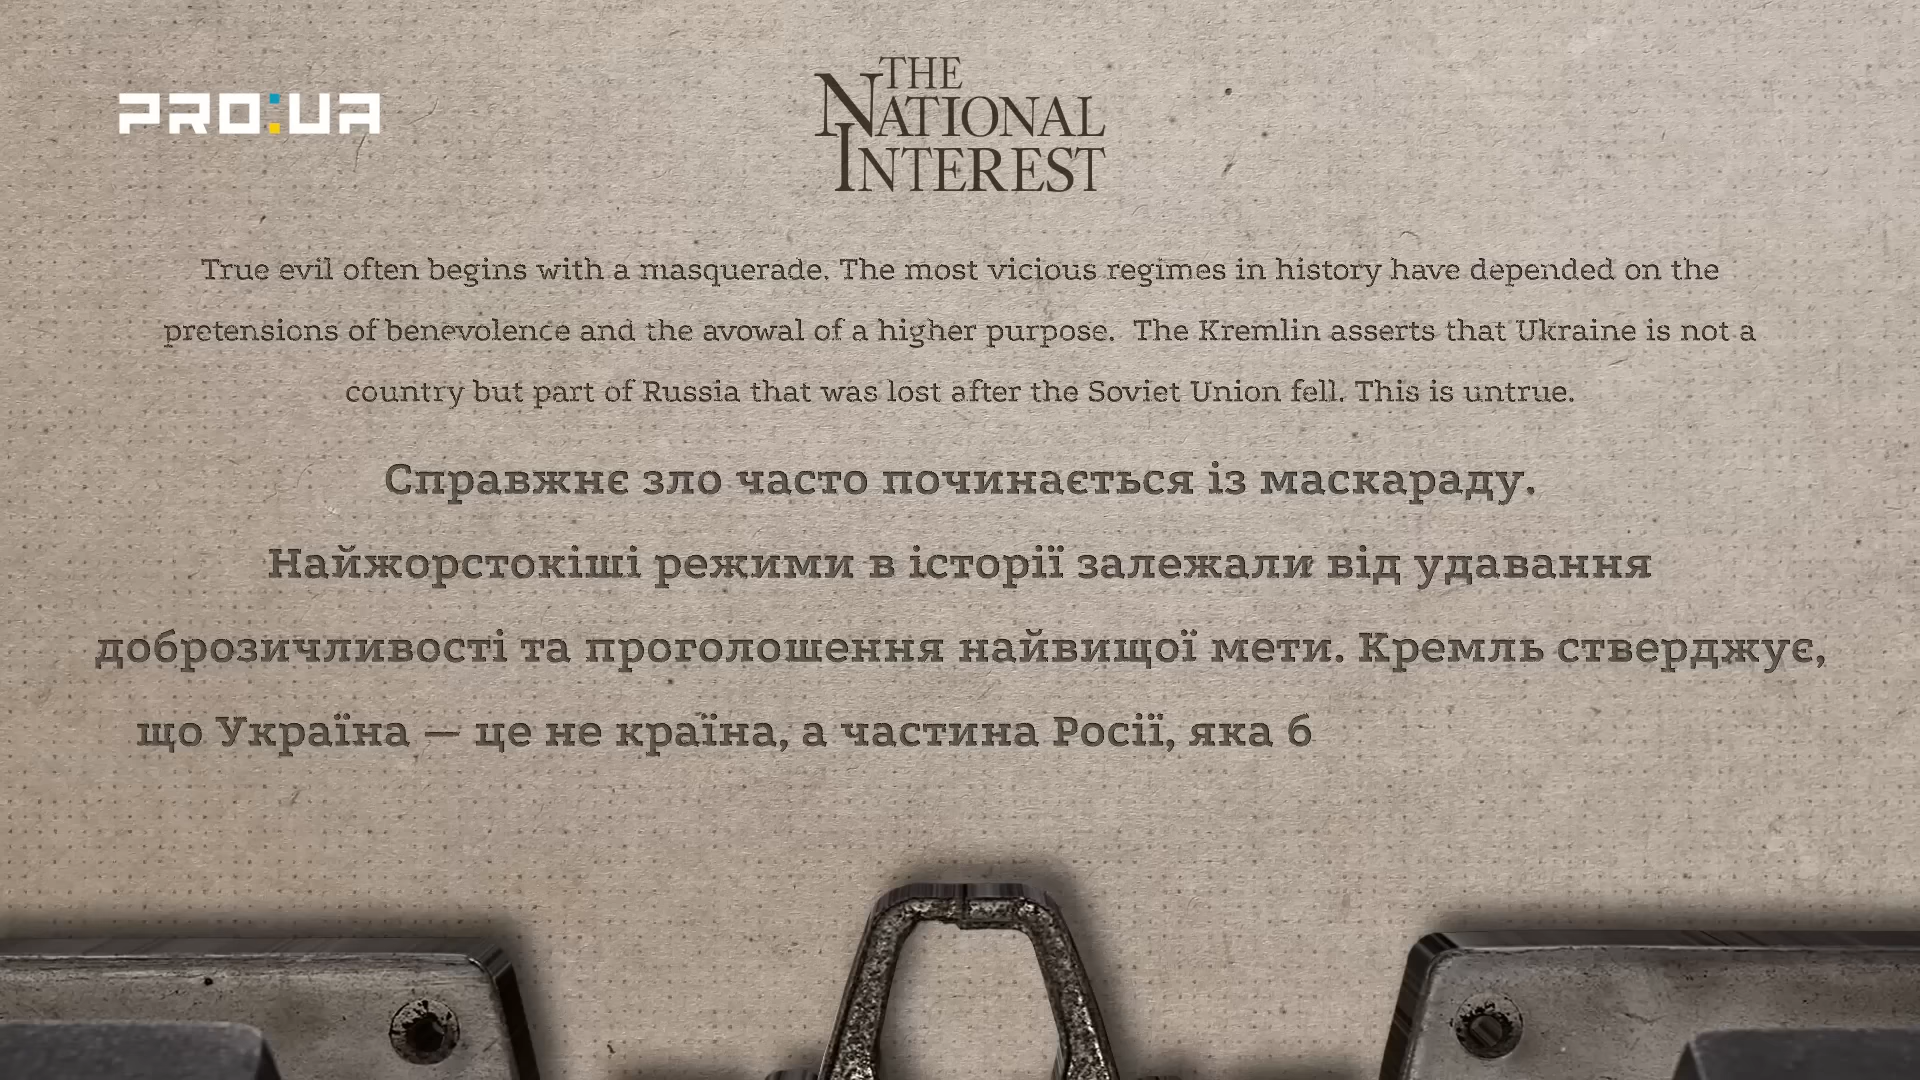 PRO:UA
THE
NATIONAL
INTEREST
True evil often begins with a masquerade. The most vicious regimes in history have depended on the
pretensions of benevolence and the avowal of a higher purpose.  The Kremlin asserts that Ukraine is not a
country but part of Russia that was lost after the Soviet Union fell. This is untrue.
Справжнє зло часто починається із маскараду.
Найжорстокіші режими в історії залежали від удавання
доброзичливості та проголошення найвищої мети. Кремль стверджує,
що Україна — це не країна, а частина Росії, яка б